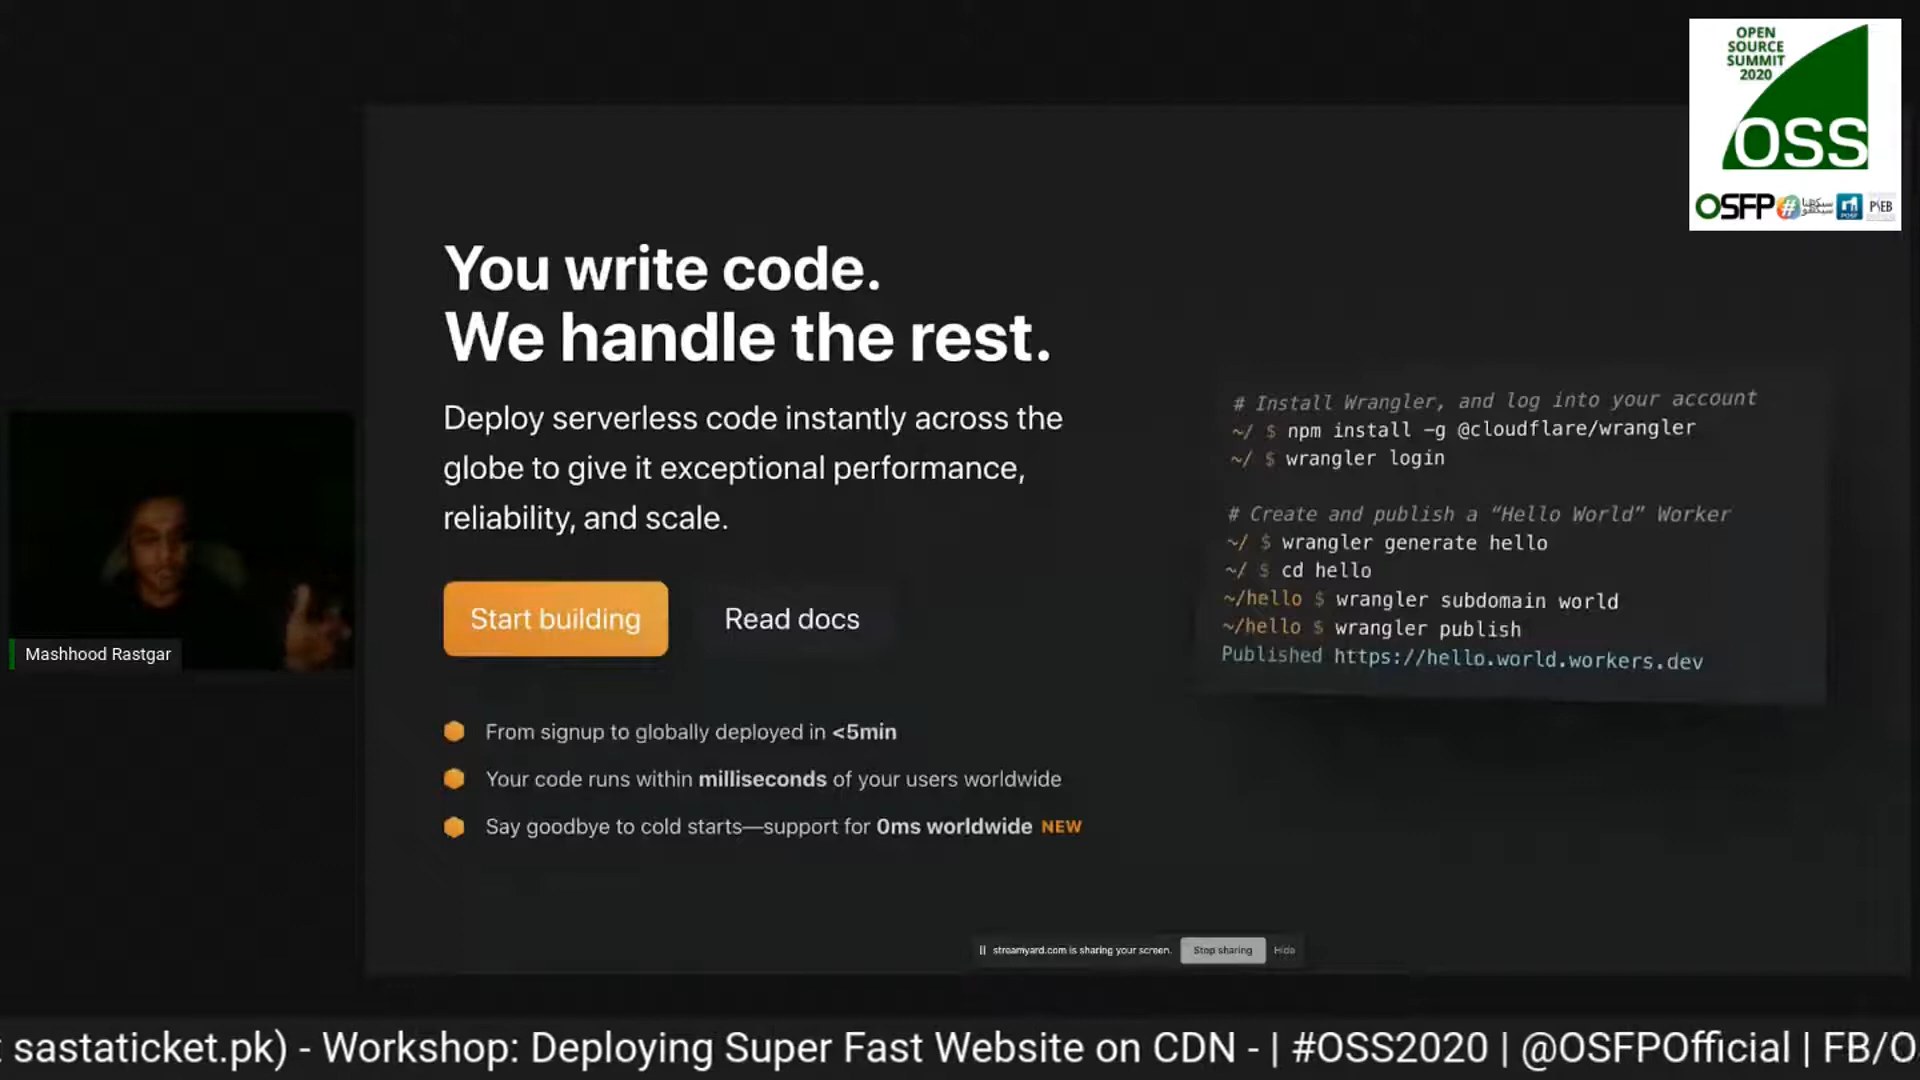 OPEN
SOURCE
SUMMIT
2020
OSS
OSFP
#
You write code.
We handle the rest.
Deploy serverless code instantly across the
globe to give it exceptional performance,
reliability, and scale.
Start building
Read docs
From signup to globally deployed in <5min
Your code runs within milliseconds of your users worldwide
Say goodbye to cold starts—support for 0ms worldwide NEW
# Install Wrangler, and log into your account
~/ $ npm install -g @cloudflare/wrangler
~/ $ wrangler login
# Create and publish a “Hello World” Worker
~/ $ wrangler generate hello
~/ $ cd hello
~/hello $ wrangler subdomain world
~/hello $ wrangler publish
Published https://hello.world.workers.dev
Mashhood Rastgar
streamyard.com is sharing your screen.
Stop sharing
Hide
: sastaticket.pk) - Workshop: Deploying Super Fast Website on CDN - | #OSS2020 | @OSFPOfficial | FB/O